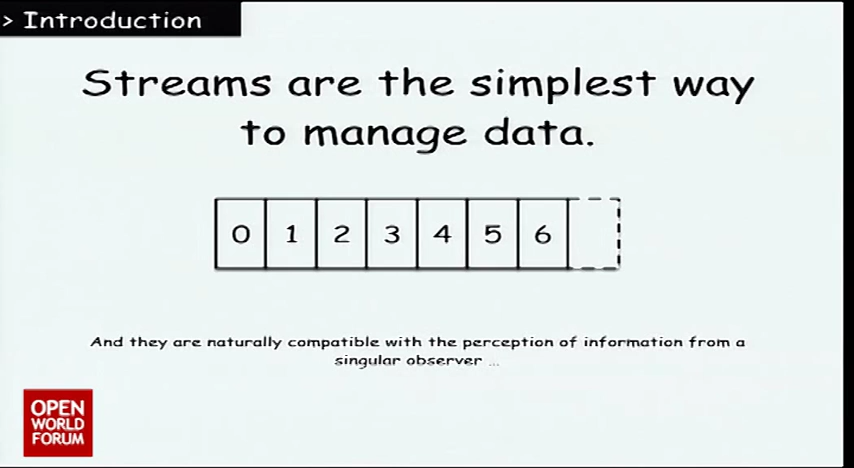 > Introduction
Streams are the simplest way
to manage data.
0 1 2 3 4 5 6
And they are naturally compatible with the perception of information from a
singular observer ...
OPEN
WORLD
FORUM